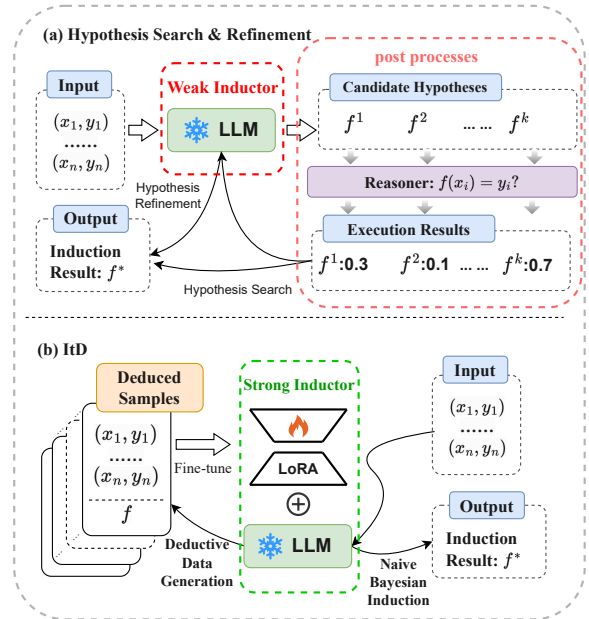 (a) Hypothesis Search & Refinement
post processes
Input
(x₁, y₁)
......
(xₙ, yₙ)
Weak Inductor
LLM
Candidate Hypotheses
f¹ f² ... ... fᵏ
Reasoner: f(xᵢ) = yᵢ?
Execution Results
f¹:0.3 f²:0.1 ... ... fᵏ:0.7
Hypothesis
Refinement
Output
Induction
Result: f*
Hypothesis Search
(b) ItD
Deduced
Samples
(x₁, y₁)
......
(xₙ, yₙ)
f
Fine-tune
Strong Inductor
LoRA
LLM
Deductive
Data
Generation
Input
(x₁, y₁)
......
(xₙ, yₙ)
Output
Induction
Result: f*
Naive
Bayesian
Induction